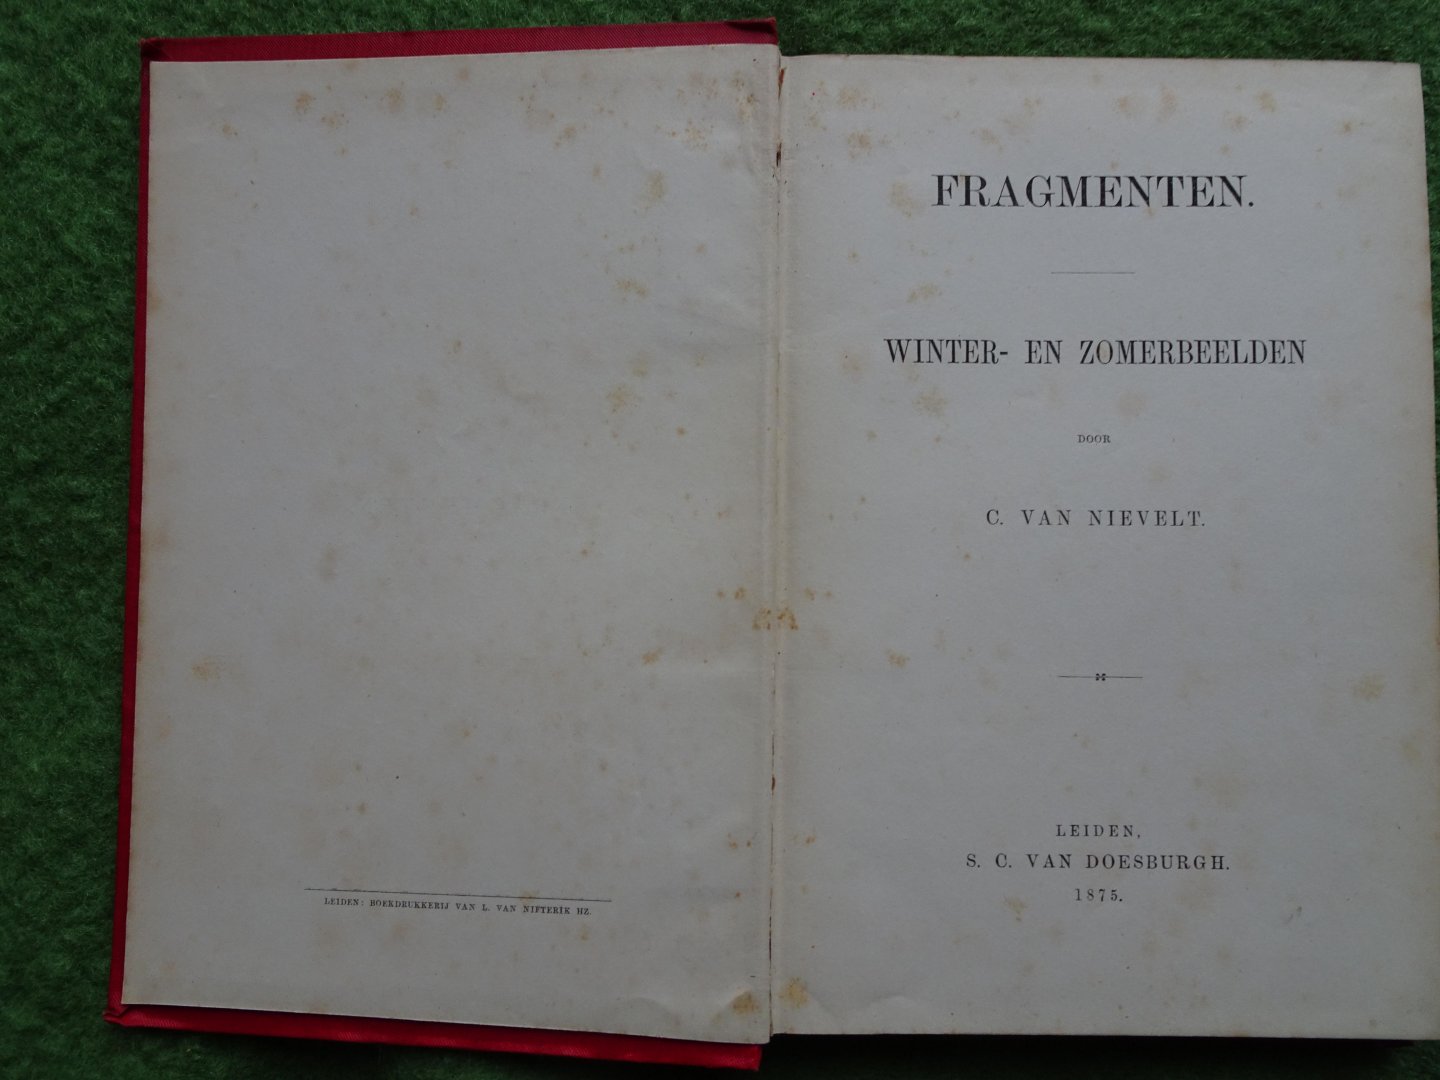 LEIDEN: BOEKDRUKKERIJ VAN L. VAN NIFTERIK HZ.
FRAGMENTEN.
WINTER- EN ZOMERBEELDEN
DOOR
C. VAN NIEVELT.
LEIDEN,
S. C. VAN DOESBURGH.
1875.